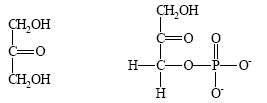 CH₂OH
C=O
CH₂OH
CH₂OH
C=O O
H—C—O—P—O⁻
H O⁻